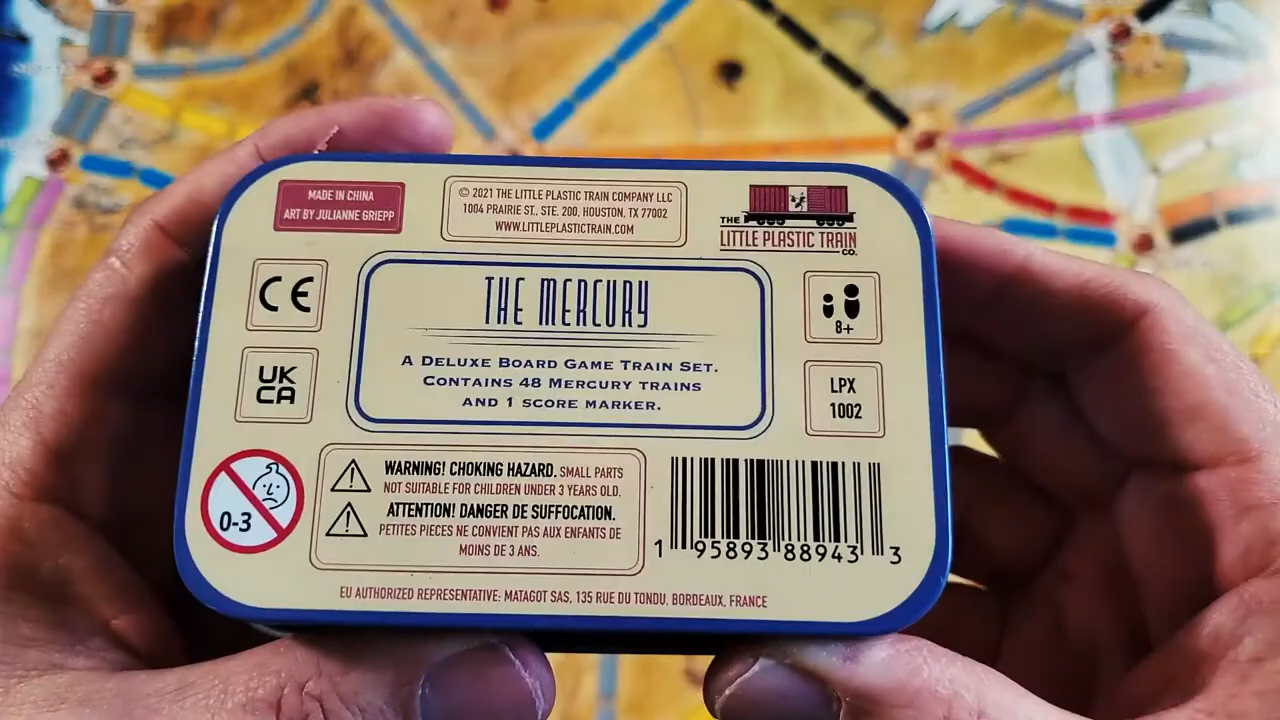 MADE IN CHINA
ART BY JULIANNE GRIEPP
© 2021 THE LITTLE PLASTIC TRAIN COMPANY LLC
1004 PRAIRIE ST., STE. 200, HOUSTON, TX 77002
WWW.LITTLEPLASTICTRAIN.COM
THE
LITTLE PLASTIC TRAIN
CO.
CE
UK
CA
THE MERCURY
A DELUXE BOARD GAME TRAIN SET.
CONTAINS 48 MERCURY TRAINS
AND 1 SCORE MARKER.
8+
LPX
1002
0-3
WARNING! CHOKING HAZARD. SMALL PARTS
NOT SUITABLE FOR CHILDREN UNDER 3 YEARS OLD.
ATTENTION! DANGER DE SUFFOCATION.
PETITES PIECES NE CONVIENT PAS AUX ENFANTS DE
MOINS DE 3 ANS.
1 95893 88943 3
EU AUTHORIZED REPRESENTATIVE: MATAGOT SAS, 135 RUE DU TONDU, BORDEAUX, FRANCE